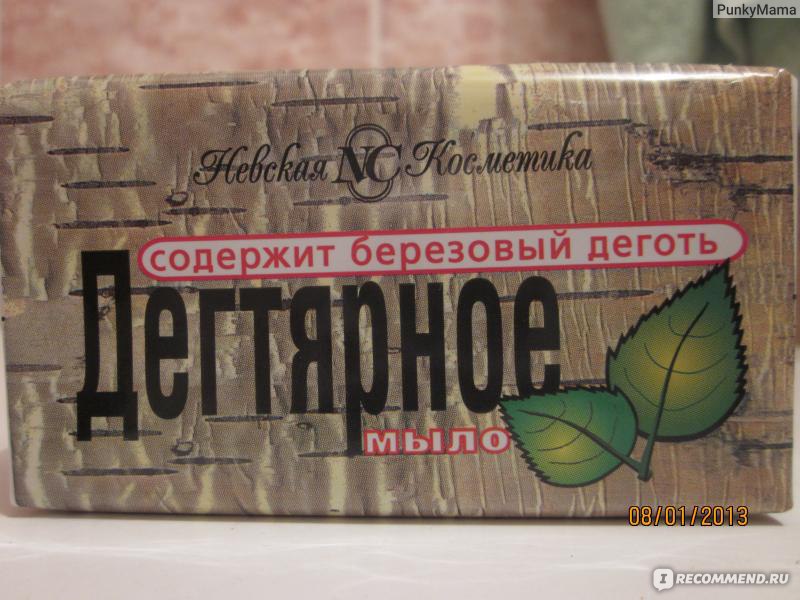 PunkyMama
Невская NC Косметика
содержит березовый деготь
Дегтярное
мыло
08/01/2013
I RECOMMEND.RU